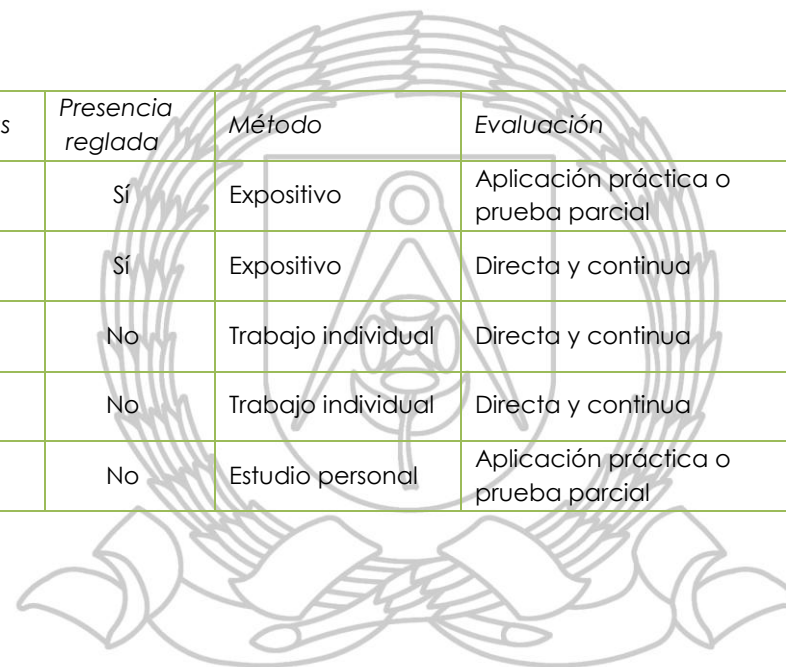 s
Presencia
reglada
Método
Evaluación
Sí
Expositivo
Aplicación práctica o
prueba parcial
Sí
Expositivo
Directa y continua
No
Trabajo individual
Directa y continua
No
Trabajo individual
Directa y continua
No
Estudio personal
Aplicación práctica o
prueba parcial